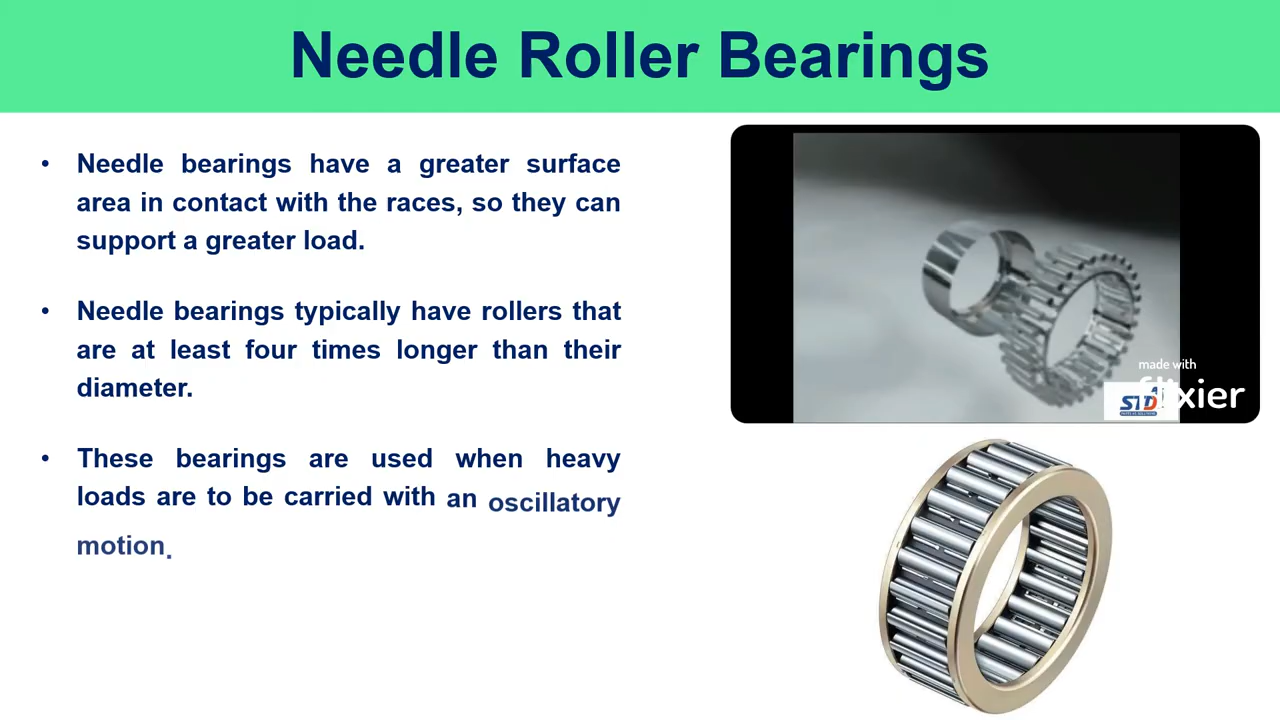 Needle Roller Bearings
• Needle bearings have a greater surface
area in contact with the races, so they can
support a greater load.
• Needle bearings typically have rollers that
are at least four times longer than their
diameter.
• These bearings are used when heavy
loads are to be carried with an oscillatory
motion.
made with
flixier
STD